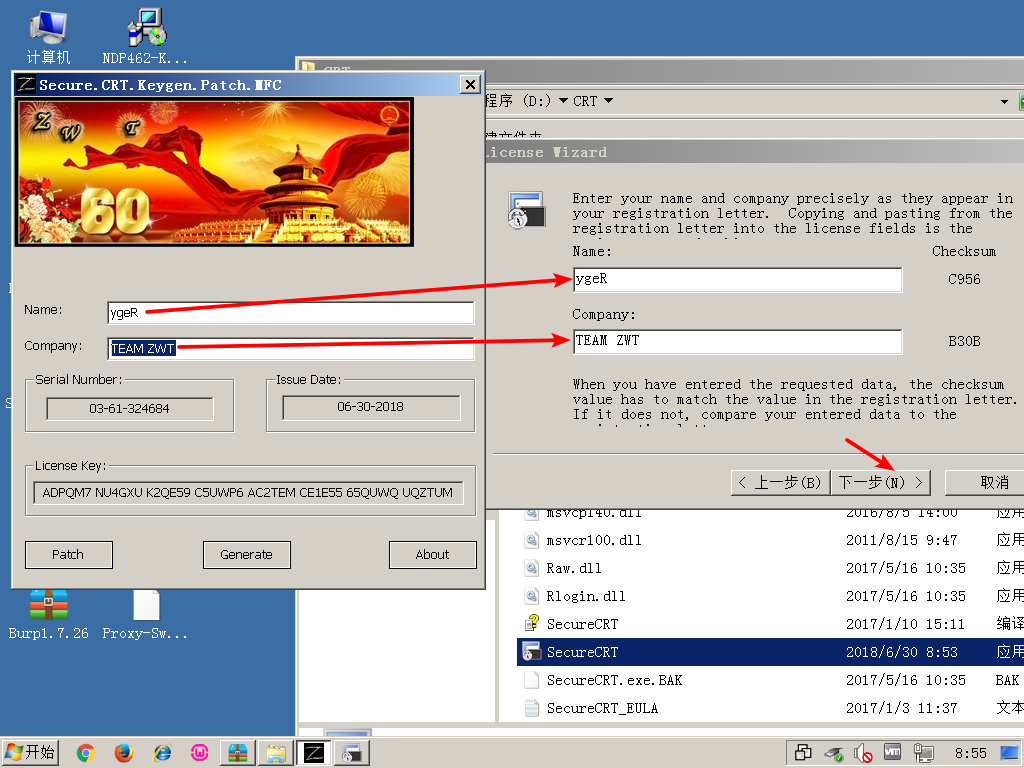 计算机
NDP462-K...
CRT
Secure.CRT.Keygen.Patch.MFC
Z W T
60
程序 (D:) CRT
License Wizard
Enter your name and company precisely as they appear in
your registration letter. Copying and pasting from the
registration letter into the license fields is the
Name:
Checksum
ygeR
C956
Company:
TEAM ZWT
B30B
When you have entered the requested data, the checksum
value has to match the value in the registration letter.
If it does not, compare your entered data to the
< 上一步(B)
下一步(N) >
取消
Name:
ygeR
Company:
TEAM ZWT
Serial Number:
03-61-324684
Issue Date:
06-30-2018
License Key:
ADPQM7 NU4GXU K2QE59 C5UWP6 AC2TEM CE1E55 65QUWQ UQZTUM
Patch
Generate
About
msvcp140.dll 2016/8/5 14:00 应用
msvcr100.dll 2011/8/15 9:47 应用
Raw.dll 2017/5/16 10:35 应用
Rlogin.dll 2017/5/16 10:35 应用
SecureCRT 2017/1/10 15:11 编译
SecureCRT 2018/6/30 8:53 应用
SecureCRT.exe.BAK 2017/5/16 10:35 BAK
SecureCRT_EULA 2017/1/3 11:37 文本
Burp1.7.26
Proxy-Sw...
开始
8:55